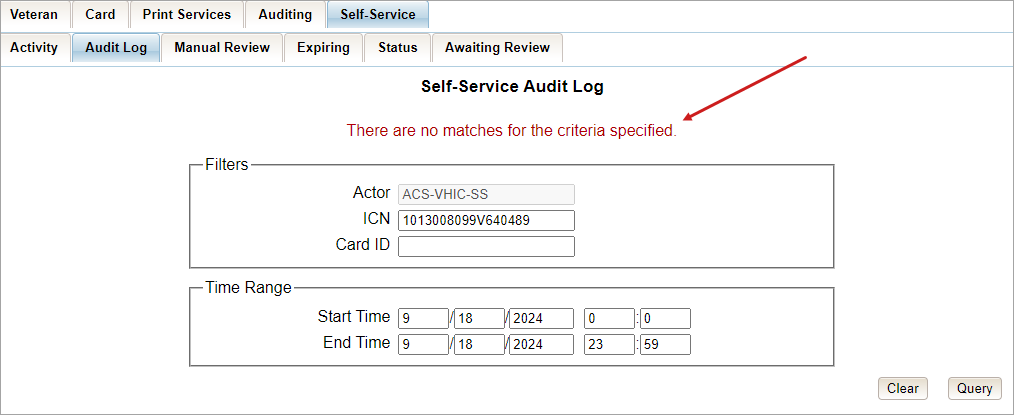 Veteran Card Print Services Auditing Self-Service
Activity Audit Log Manual Review Expiring Status Awaiting Review
Self-Service Audit Log
There are no matches for the criteria specified.
Filters
Actor ACS-VHIC-SS
ICN 1013008099V640489
Card ID
Time Range
Start Time 9 / 18 / 2024 0 : 0
End Time 9 / 18 / 2024 23 : 59
Clear Query